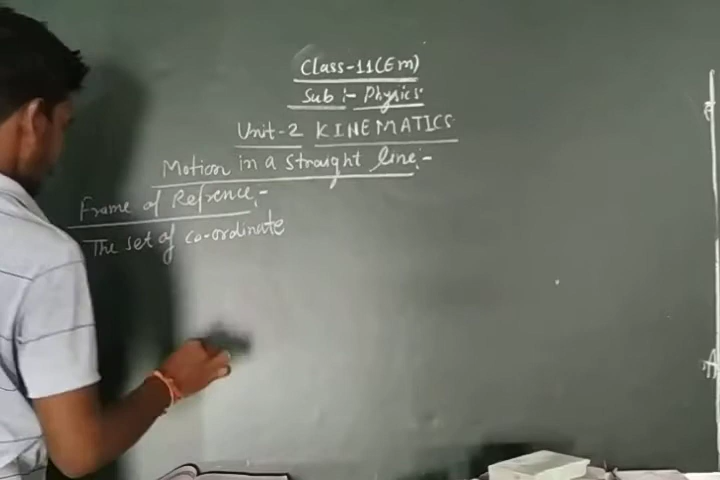 Class-11(Em)
Sub :- Physics
Unit-2 KINEMATICS
Motion in a straight line:-
Frame of Refrence:-
The set of co-ordinate